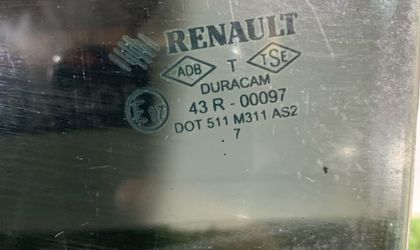 RENAULT
ADB T TSE
DURACAM
43 R - 00097
DOT 511 M311 AS2
7